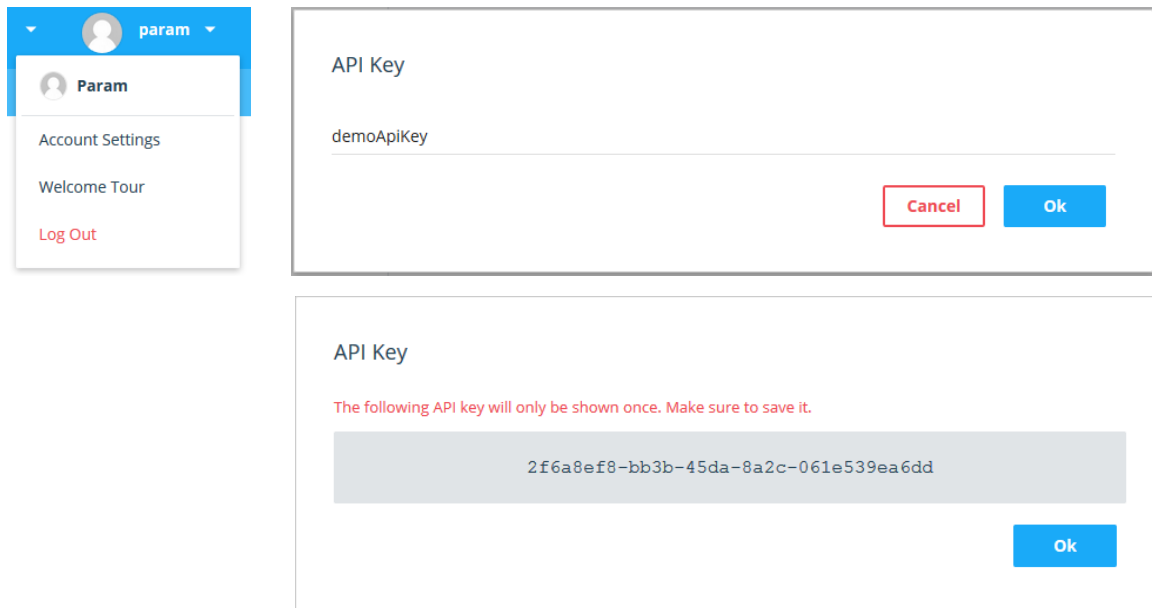 param
Param
Account Settings
Welcome Tour
Log Out
API Key
demoApiKey
Cancel
Ok
API Key
The following API key will only be shown once. Make sure to save it.
2f6a8ef8-bb3b-45da-8a2c-061e539ea6dd
Ok